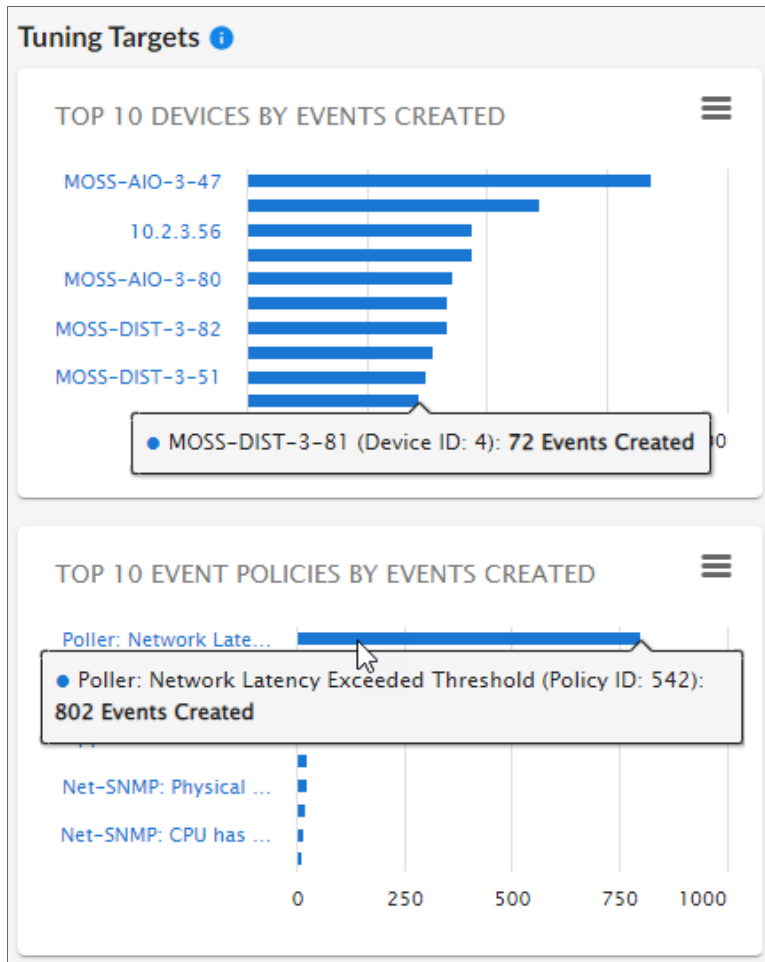 Tuning Targets
TOP 10 DEVICES BY EVENTS CREATED
MOSS-AIO-3-47
10.2.3.56
MOSS-AIO-3-80
MOSS-DIST-3-82
MOSS-DIST-3-51
MOSS-DIST-3-81 (Device ID: 4): 72 Events Created
TOP 10 EVENT POLICIES BY EVENTS CREATED
Poller: Network Late...
Poller: Network Latency Exceeded Threshold (Policy ID: 542):
802 Events Created
Net-SNMP: Physical ...
Net-SNMP: CPU has ...
0 250 500 750 1000